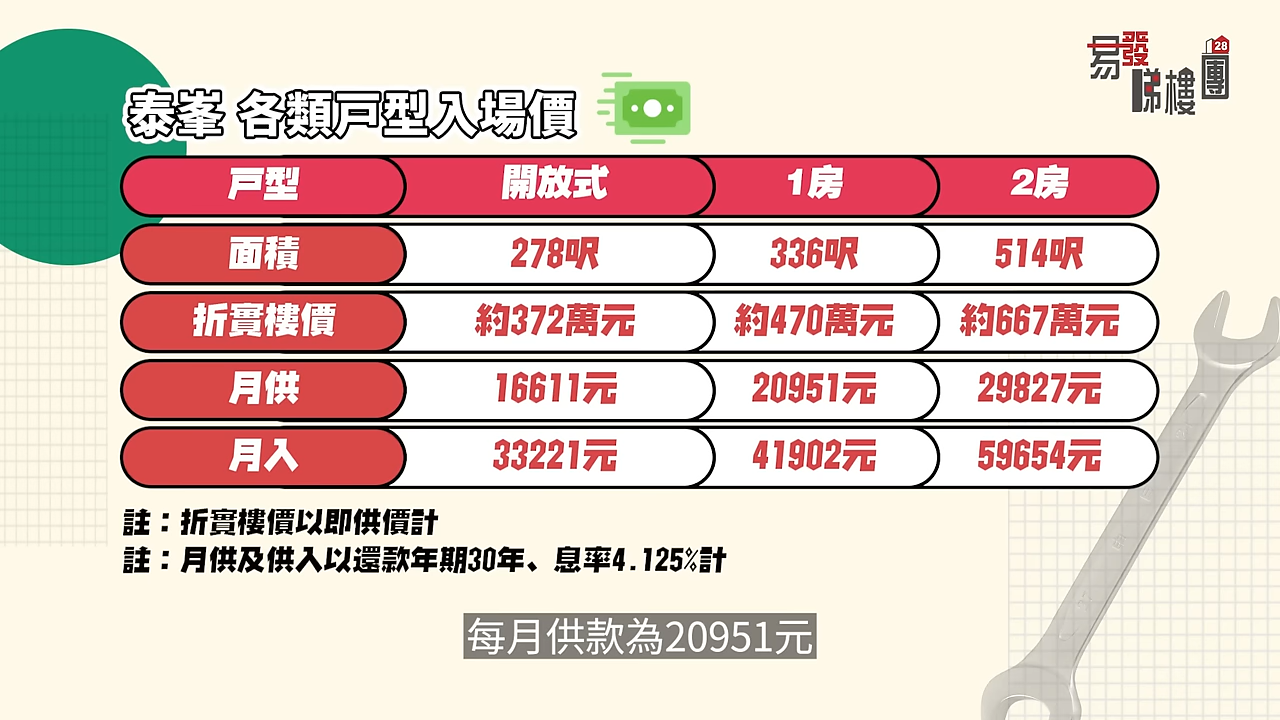 易發睇樓團
28
泰峯 各類戶型入場價
戶型 開放式 1房 2房
面積 278呎 336呎 514呎
折實樓價 約372萬元 約470萬元 約667萬元
月供 16611元 20951元 29827元
月入 33221元 41902元 59654元
註：折實樓價以即供價計
註：月供及供入以還款年期30年、息率4.125%計
每月供款為20951元